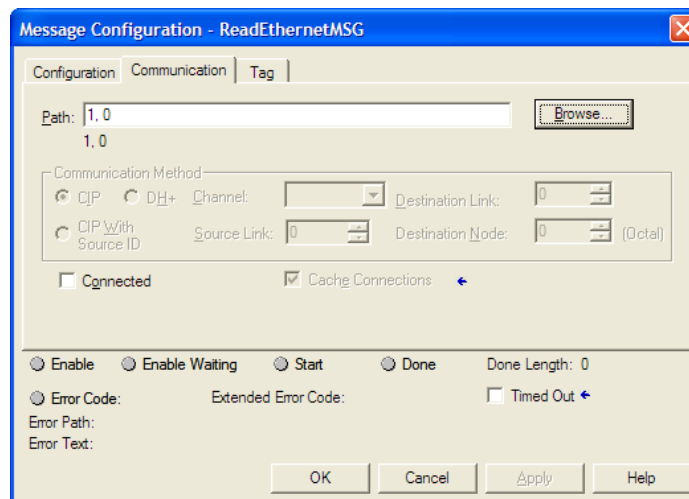 Message Configuration - ReadEthernetMSG
Configuration Communication Tag
Path: 1, 0 Browse...
1, 0
Communication Method
CIP DH+ Channel: Destination Link: 0
CIP With
Source ID Source Link: 0 Destination Node: 0 (Octal)
Connected Cache Connections
Enable Enable Waiting Start Done Done Length: 0
Error Code: Extended Error Code: Timed Out
Error Path:
Error Text:
OK Cancel Apply Help